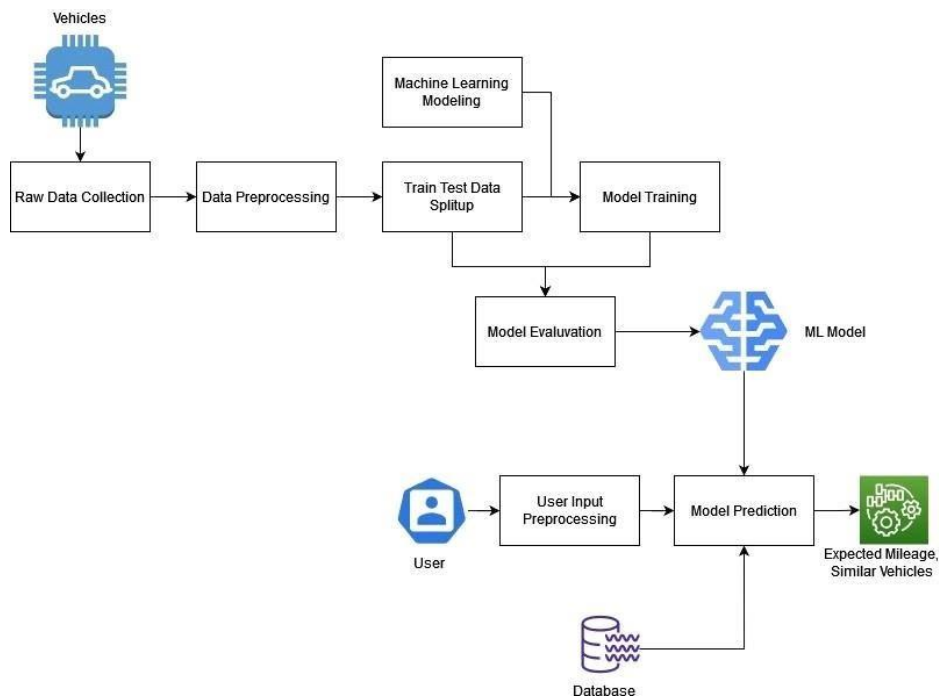 Vehicles
Machine Learning
Modeling
Raw Data Collection
Data Preprocessing
Train Test Data
Splitup
Model Training
Model Evaluvation
ML Model
User Input
Preprocessing
Model Prediction
User
Expected Mileage,
Similar Vehicles
Database